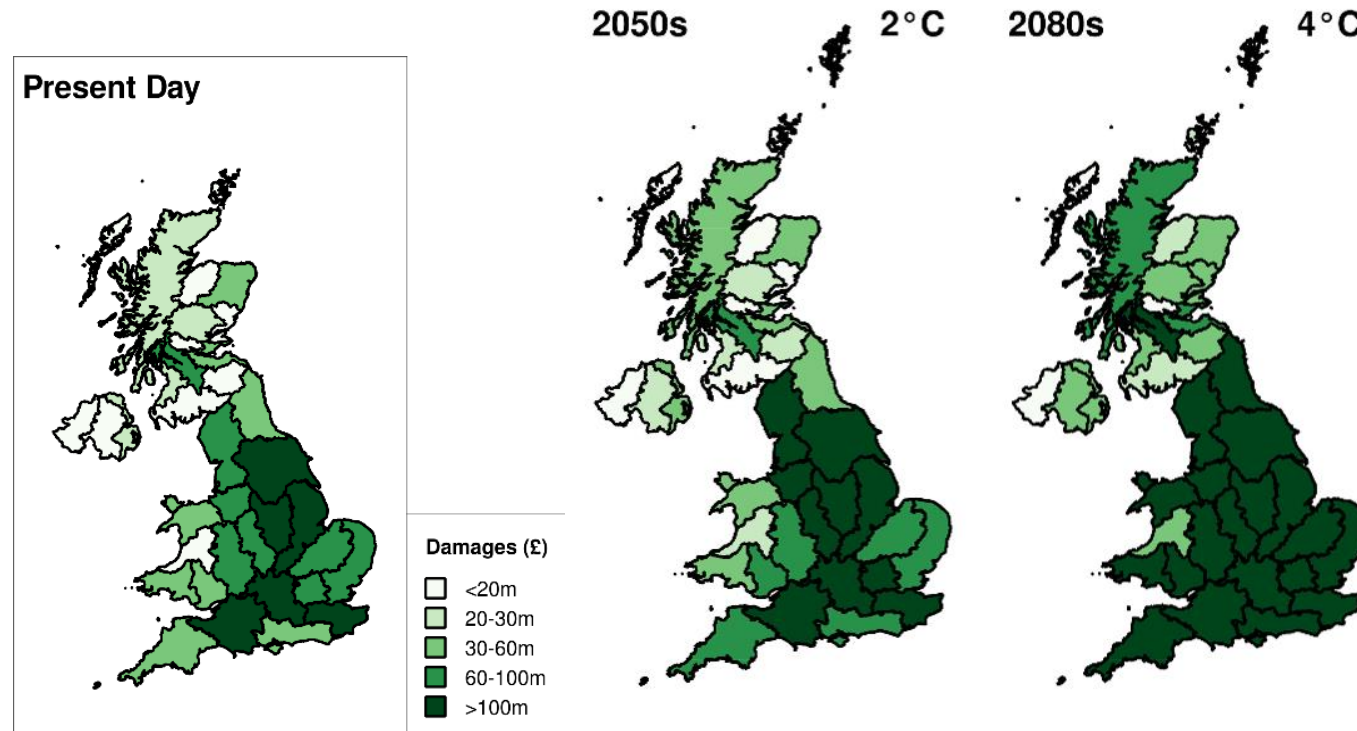 Present Day
2050s
2°C
2080s
4°C
Damages (£)
<20m
20-30m
30-60m
60-100m
>100m